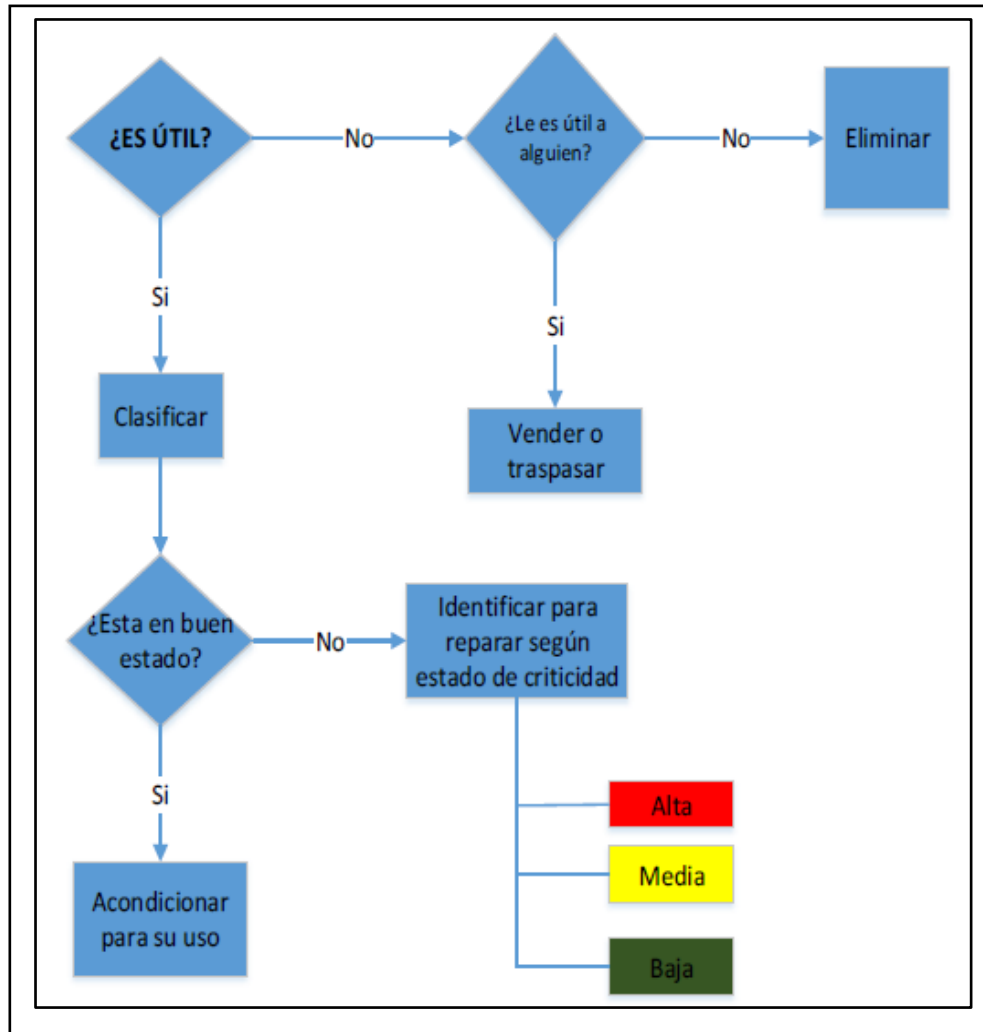 ¿ES ÚTIL?
No
¿Le es útil a
alguien?
No
Eliminar
Si
Si
Clasificar
Vender o
traspasar
¿Esta en buen
estado?
No
Identificar para
reparar según
estado de criticidad
Si
Alta
Media
Baja
Acondicionar
para su uso